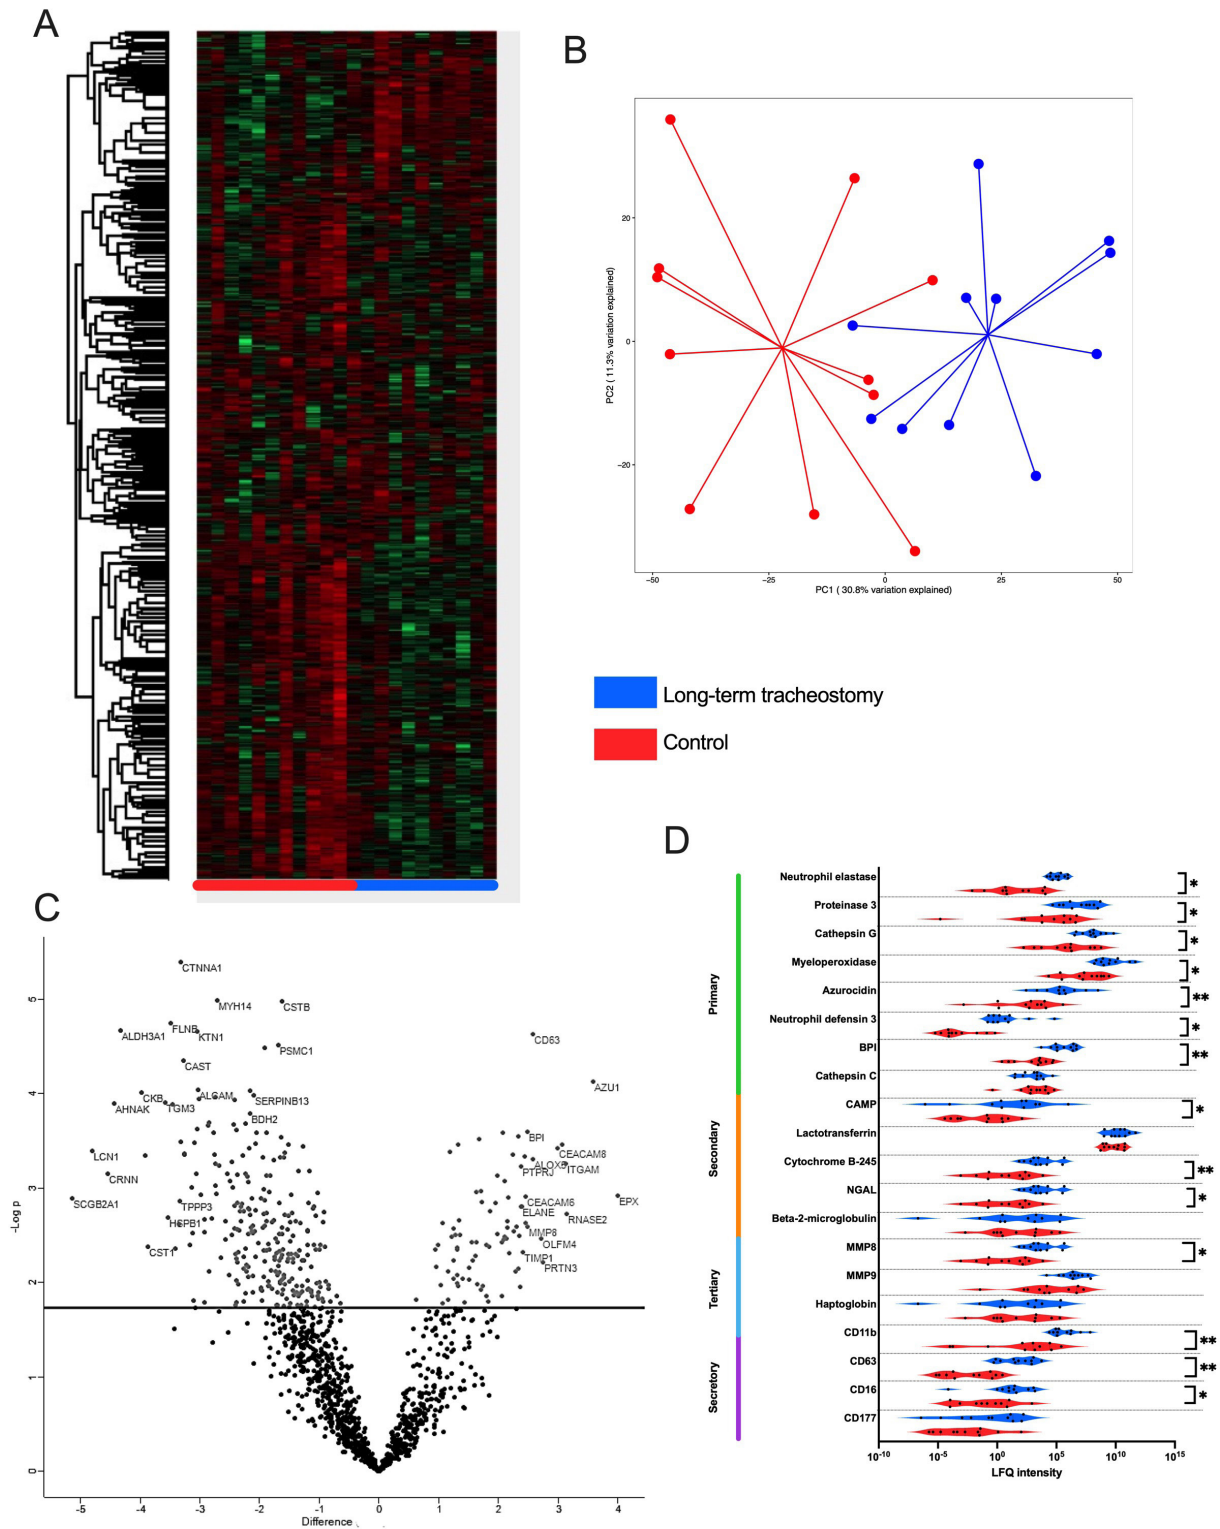 A
B
20
0
−20
PC2 ( 11.3% variation explained)
−50
−25
0
25
50
PC1 ( 30.8% variation explained)
Long-term tracheostomy
Control
C
5
4
3
2
1
0
-Log p
CTNNA1
MYH14
CSTB
FLNB
ALDH3A1
KTN1
PSMC1
CD63
CAST
AZU1
CKB
ALCAM
SERPINB13
AHNAK
TGM3
BDH2
BPI
CEACAM8
LCN1
ALOX5
ITGAM
PTPRJ
CRNN
SCGB2A1
TPPP3
CEACAM6
EPX
ELANE
RNASE2
HSPB1
MMP8
CST1
OLFM4
TIMP1
PRTN3
-5
-4
-3
-2
-1
0
1
2
3
4
Difference
D
Primary
Secondary
Tertiary
Secretory
Neutrophil elastase *
Proteinase 3 *
Cathepsin G *
Myeloperoxidase *
Azurocidin **
Neutrophil defensin 3 *
BPI **
Cathepsin C
CAMP *
Lactotransferrin
Cytochrome B-245 **
NGAL *
Beta-2-microglobulin
MMP8 *
MMP9
Haptoglobin
CD11b **
CD63 **
CD16 *
CD177
10-10
10-5
100
105
1010
1015
LFQ intensity